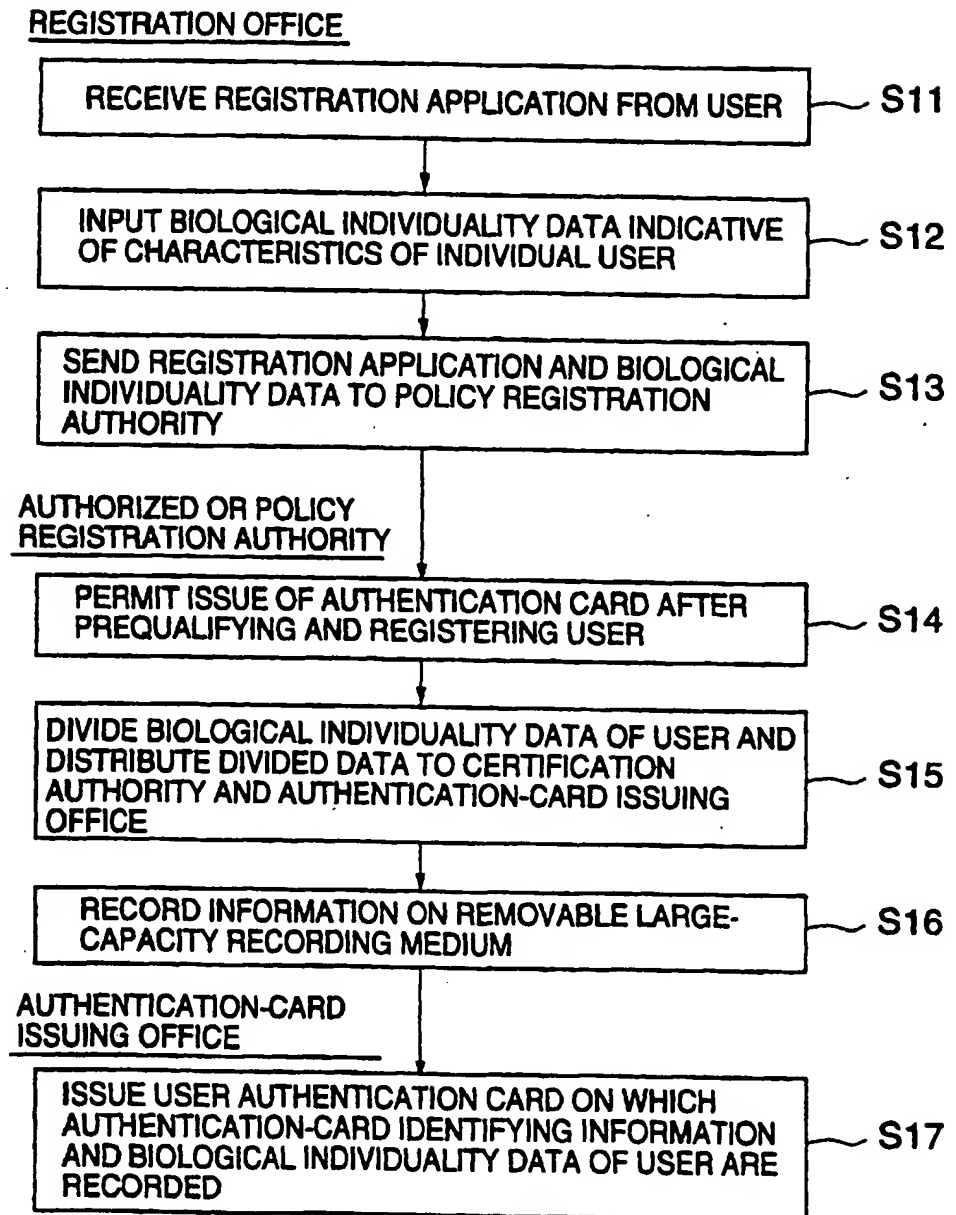 REGISTRATION OFFICE
RECEIVE REGISTRATION APPLICATION FROM USER
S11
INPUT BIOLOGICAL INDIVIDUALITY DATA INDICATIVE
OF CHARACTERISTICS OF INDIVIDUAL USER
S12
SEND REGISTRATION APPLICATION AND BIOLOGICAL
INDIVIDUALITY DATA TO POLICY REGISTRATION
AUTHORITY
S13
AUTHORIZED OR POLICY
REGISTRATION AUTHORITY
PERMIT ISSUE OF AUTHENTICATION CARD AFTER
PREQUALIFYING AND REGISTERING USER
S14
DIVIDE BIOLOGICAL INDIVIDUALITY DATA OF USER AND
DISTRIBUTE DIVIDED DATA TO CERTIFICATION
AUTHORITY AND AUTHENTICATION-CARD ISSUING
OFFICE
S15
RECORD INFORMATION ON REMOVABLE LARGE-
CAPACITY RECORDING MEDIUM
S16
AUTHENTICATION-CARD
ISSUING OFFICE
ISSUE USER AUTHENTICATION CARD ON WHICH
AUTHENTICATION-CARD IDENTIFYING INFORMATION
AND BIOLOGICAL INDIVIDUALITY DATA OF USER ARE
RECORDED
S17